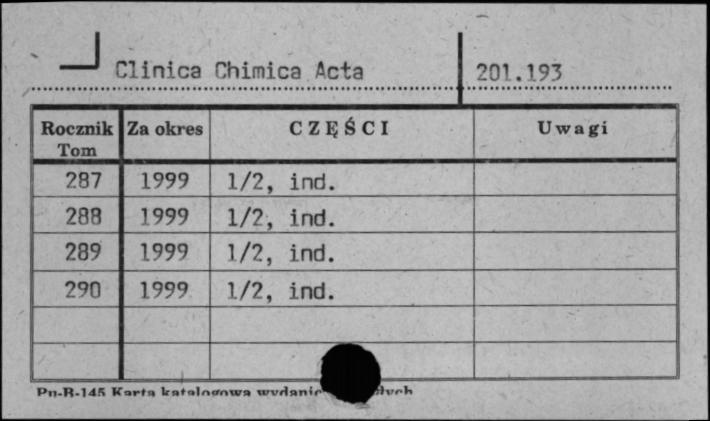 Clinica Chimica Acta 201.193
Rocznik Tom Za okres CZĘŚCI Uwagi
287 1999 1/2, ind.
288 1999 1/2, ind.
289 1999 1/2, ind.
290 1999 1/2, ind.
Pu-B-145 Karta katalogowa